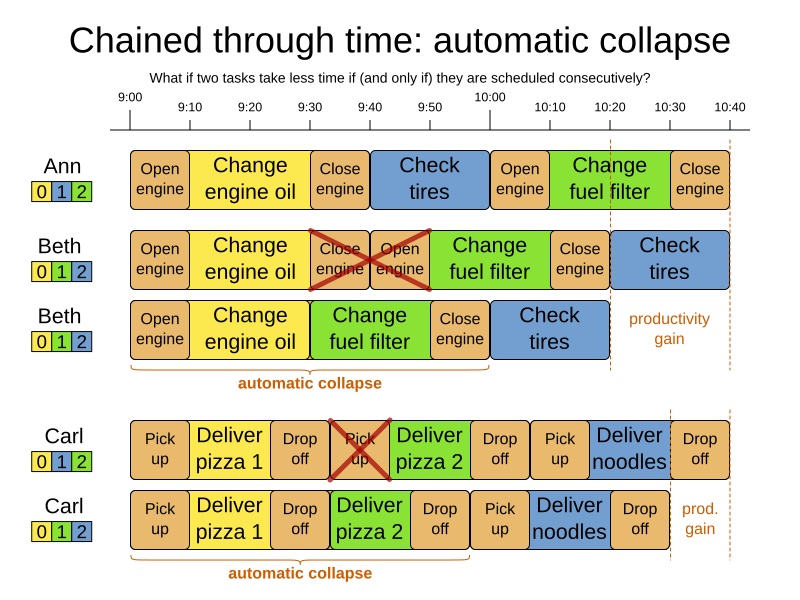 Chained through time: automatic collapse
What if two tasks take less time if (and only if) they are scheduled consecutively?
9:00 9:10 9:20 9:30 9:40 9:50 10:00 10:10 10:20 10:30 10:40
Ann
0 1 2
Open
engine
Change
engine oil
Close
engine
Check
tires
Open
engine
Change
fuel filter
Close
engine
Beth
0 1 2
Open
engine
Change
engine oil
Close
engine
Open
engine
Change
fuel filter
Close
engine
Check
tires
Beth
0 1 2
Open
engine
Change
engine oil
Change
fuel filter
Close
engine
Check
tires
productivity
gain
automatic collapse
Carl
0 1 2
Pick
up
Deliver
pizza 1
Drop
off
Pick
up
Deliver
pizza 2
Drop
off
Pick
up
Deliver
noodles
Drop
off
Carl
0 1 2
Pick
up
Deliver
pizza 1
Drop
off
Deliver
pizza 2
Drop
off
Pick
up
Deliver
noodles
Drop
off
prod.
gain
automatic collapse